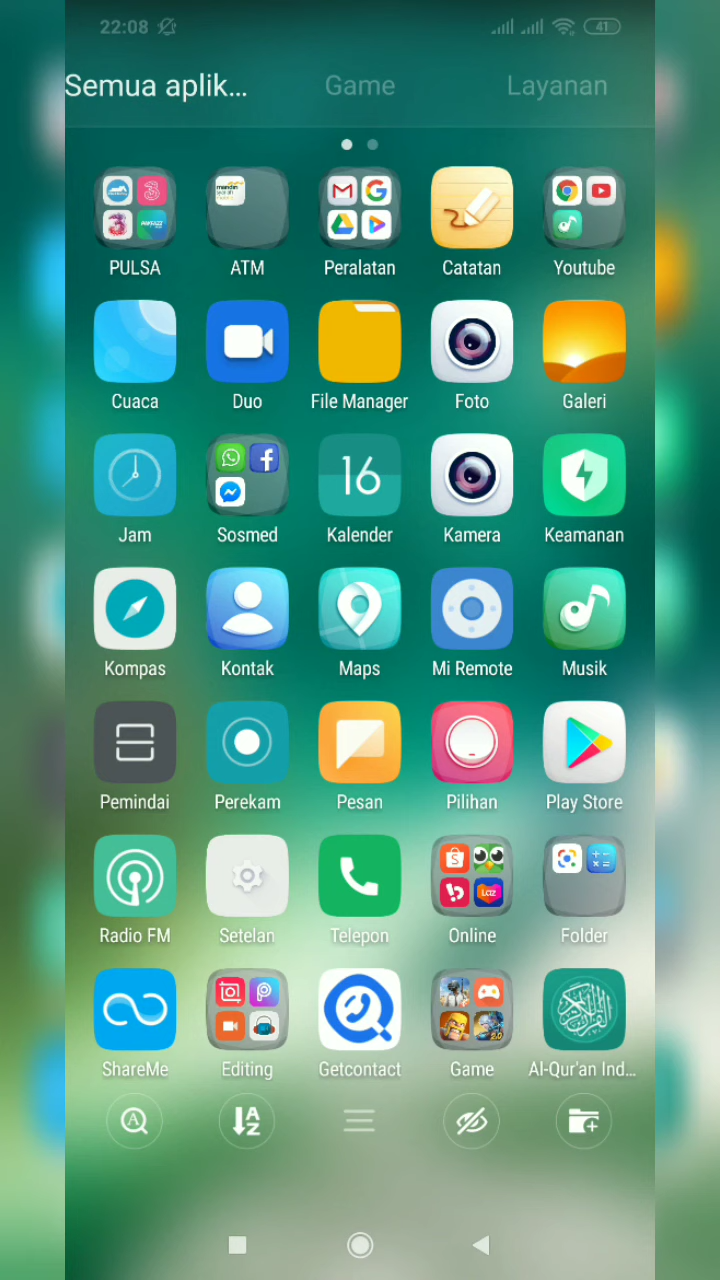 22:08
41
Semua aplik...
Game
Layanan
PULSA
ATM
Peralatan
Catatan
Youtube
Cuaca
Duo
File Manager
Foto
Galeri
Jam
Sosmed
16
Kalender
Kamera
Keamanan
Kompas
Kontak
Maps
Mi Remote
Musik
Pemindai
Perekam
Pesan
Pilihan
Play Store
Radio FM
Setelan
Telepon
Online
Folder
ShareMe
Editing
Getcontact
2.0
Game
Al-Qur'an Ind...
A
A
Z